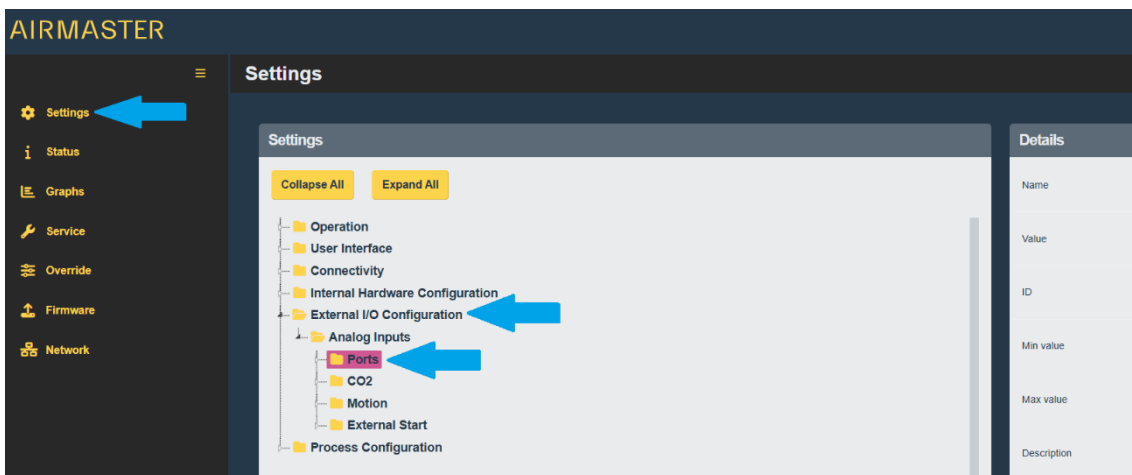 AIRMASTER
Settings
Settings
Status
Graphs
Service
Override
Firmware
Network
Settings
Collapse All Expand All
Operation
User Interface
Connectivity
Internal Hardware Configuration
External I/O Configuration
Analog Inputs
Ports
CO2
Motion
External Start
Process Configuration
Details
Name
Value
ID
Min value
Max value
Description